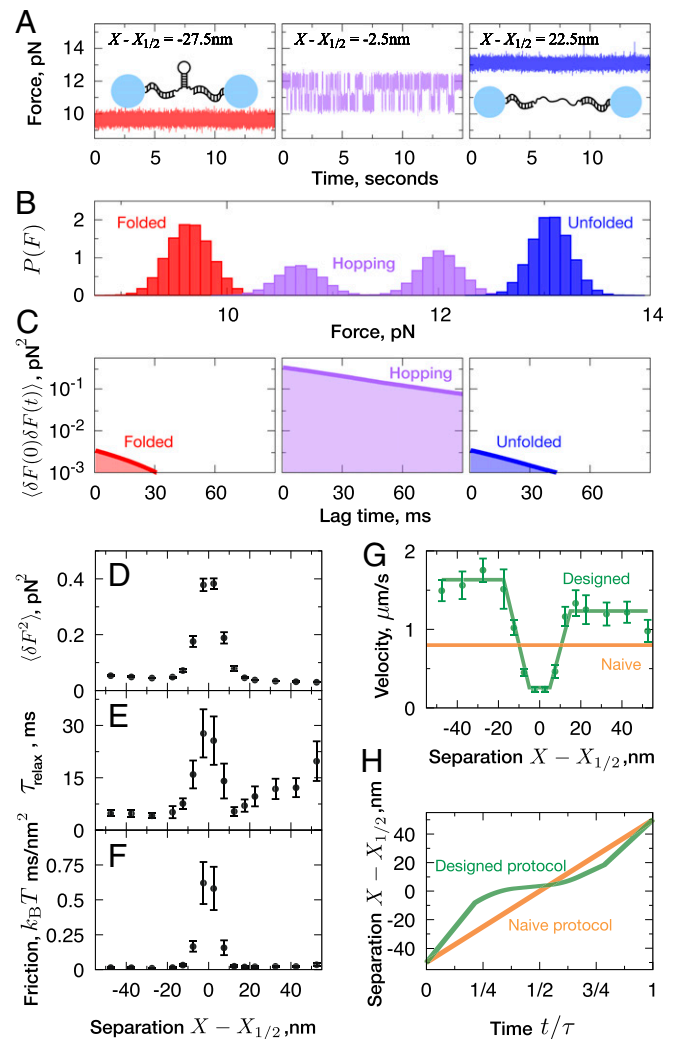 A
X - X1/2 = -27.5nm
X - X1/2 = -2.5nm
X - X1/2 = 22.5nm
Force, pN
14
12
10
0 5 10 0 5 10 0 5 10
Time, seconds
B
P(F)
2
1
0
Folded
Hopping
Unfolded
10 12 14
Force, pN
C
⟨δF(0)δF(t)⟩, pN²
10⁻¹
10⁻²
10⁻³
Folded
Hopping
Unfolded
0 30 60 0 30 60 0 30 60
Lag time, ms
D
⟨δF²⟩, pN²
0.4
0.2
0
E
τrelax, ms
30
15
0
F
Friction, kBT ms/nm²
0.75
0.5
0.25
0
-40 -20 0 20 40
Separation X − X1/2 ,nm
G
Velocity, μm/s
2
1
0
Designed
Naive
-40 -20 0 20 40
Separation X − X1/2 ,nm
H
Separation X − X1/2 ,nm
40
20
0
-20
-40
Designed protocol
Naive protocol
0 1/4 1/2 3/4 1
Time t/τ